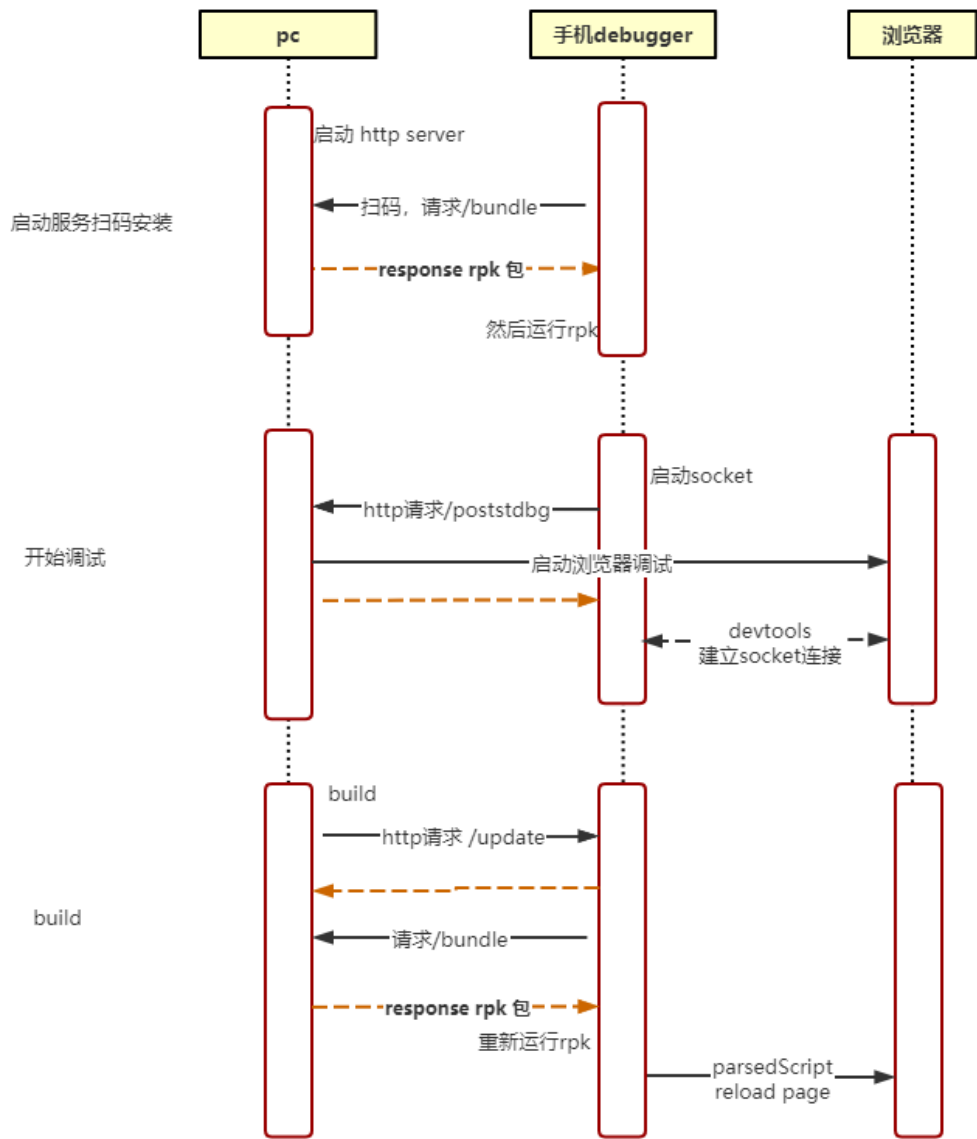 pc
手机debugger
浏览器
启动 http server
扫码，请求/bundle
启动服务扫码安装
response rpk 包
然后运行rpk
启动socket
http请求/poststdbg
开始调试
启动浏览器调试
devtools
建立socket连接
build
http请求 /update
build
请求/bundle
response rpk 包
重新运行rpk
parsedScript
reload page